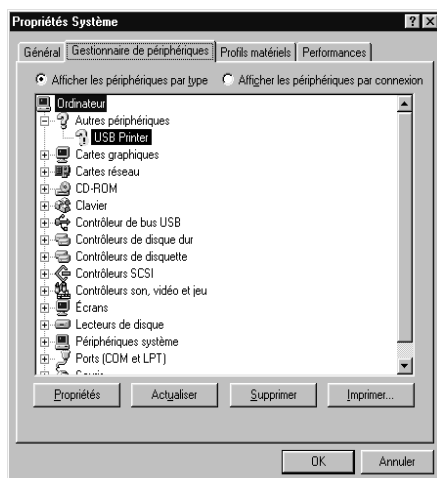 Propriétés Système
Général Gestionnaire de périphériques Profils matériels Performances
Afficher les périphériques par type Afficher les périphériques par connexion
Ordinateur
Autres périphériques
USB Printer
Cartes graphiques
Cartes réseau
CD-ROM
Clavier
Contrôleur de bus USB
Contrôleurs de disque dur
Contrôleurs de disquette
Contrôleurs SCSI
Contrôleurs son, vidéo et jeu
Écrans
Lecteurs de disque
Périphériques système
Ports (COM et LPT)
Propriétés Actualiser Supprimer Imprimer...
OK Annuler